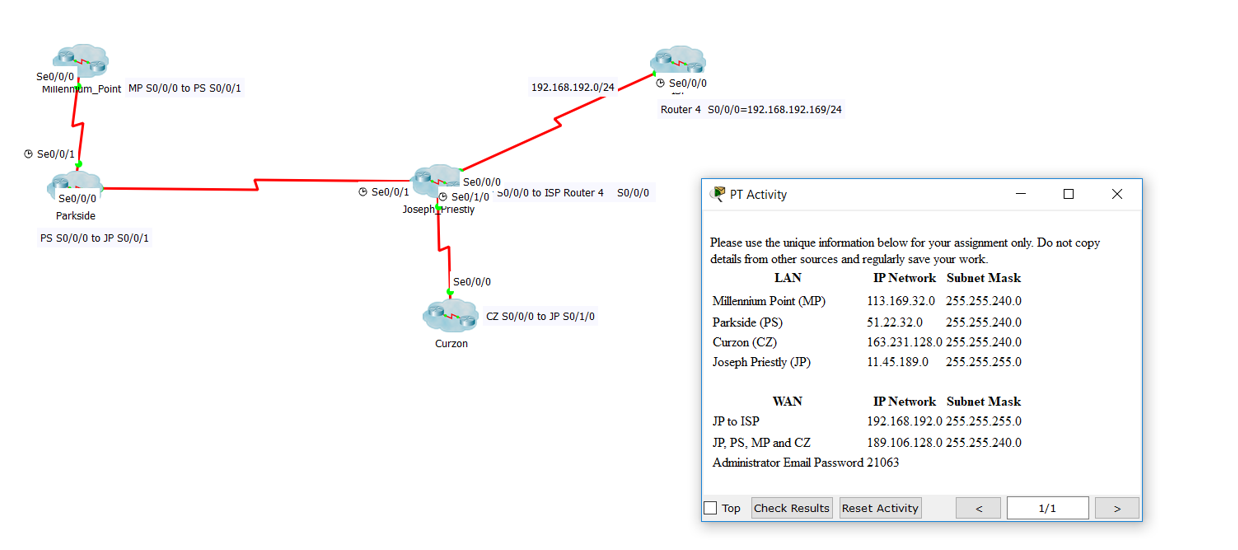 Se0/0/0
Millennium_Point
MP S0/0/0 to PS S0/0/1
192.168.192.0/24
Se0/0/0
Router 4 S0/0/0=192.168.192.169/24
Se0/0/1
Se0/0/0
Parkside
PS S0/0/0 to JP S0/0/1
Se0/0/1
Se0/0/0
Se0/1/0
S0/0/0 to ISP Router 4 S0/0/0
Joseph_Priestly
Se0/0/0
CZ S0/0/0 to JP S0/1/0
Curzon
PT Activity
Please use the unique information below for your assignment only. Do not copy
details from other sources and regularly save your work.
LAN IP Network Subnet Mask
Millennium Point (MP) 113.169.32.0 255.255.240.0
Parkside (PS) 51.22.32.0 255.255.240.0
Curzon (CZ) 163.231.128.0 255.255.240.0
Joseph Priestly (JP) 11.45.189.0 255.255.255.0
WAN IP Network Subnet Mask
JP to ISP 192.168.192.0 255.255.255.0
JP, PS, MP and CZ 189.106.128.0 255.255.240.0
Administrator Email Password 21063
Top Check Results Reset Activity < 1/1 >